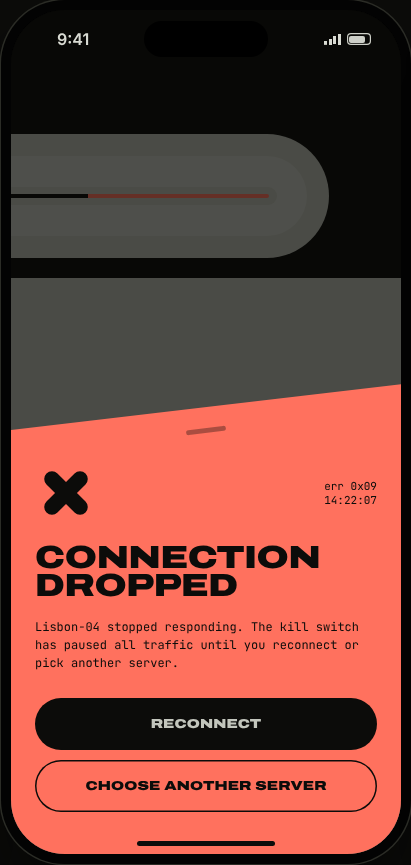 9:41
err 0x09
14:22:07
CONNECTION
DROPPED
Lisbon-04 stopped responding. The kill switch
has paused all traffic until you reconnect or
pick another server.
RECONNECT
CHOOSE ANOTHER SERVER